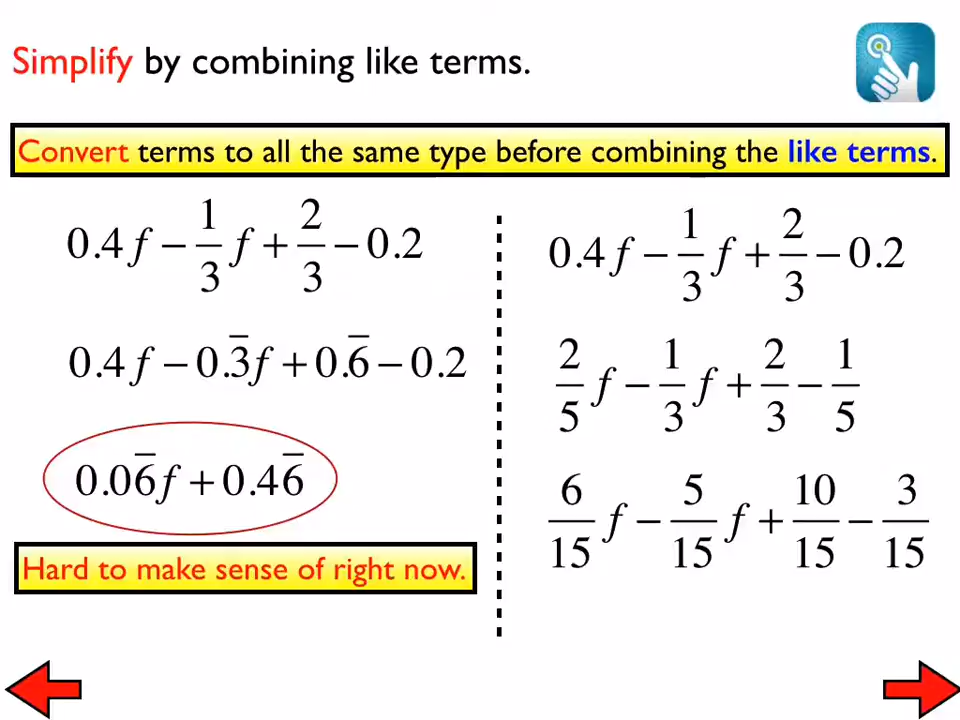 Simplify by combining like terms.
Convert terms to all the same type before combining the like terms.
0.4f − 1/3 f + 2/3 − 0.2
0.4f − 0.3̅f + 0.6̅ − 0.2
0.06̅f + 0.46̅
Hard to make sense of right now.
0.4f − 1/3 f + 2/3 − 0.2
2/5 f − 1/3 f + 2/3 − 1/5
6/15 f − 5/15 f + 10/15 − 3/15